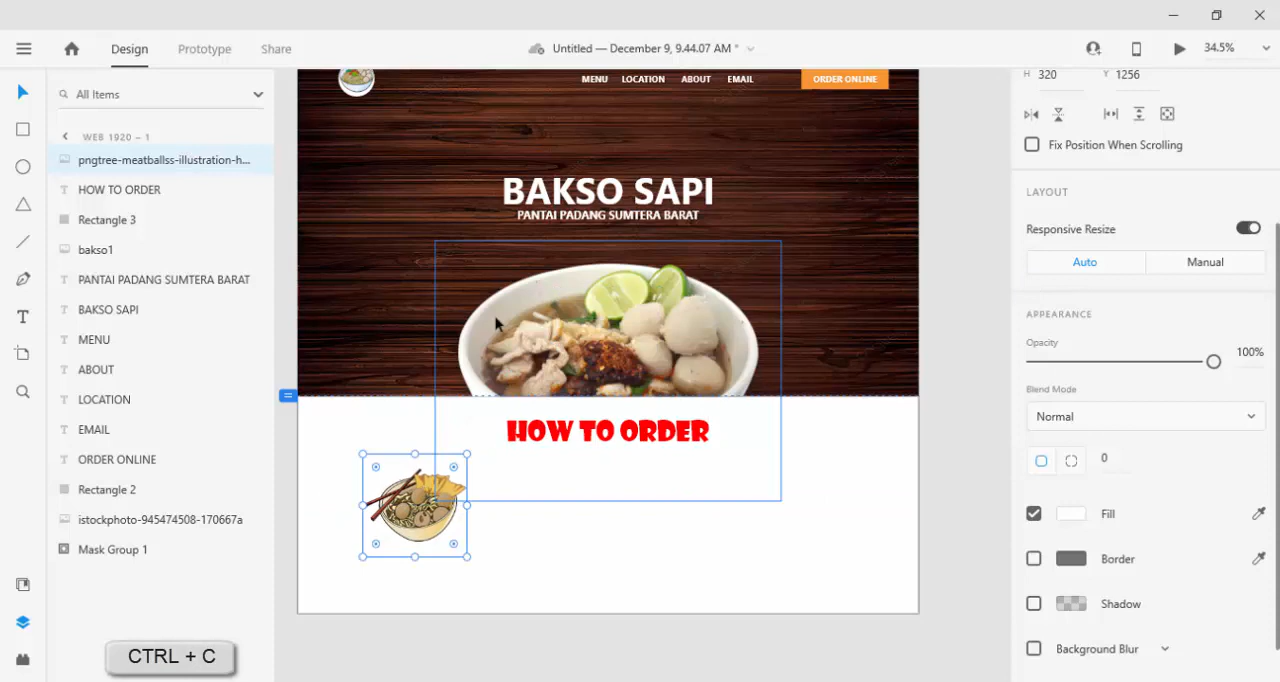 Design
Prototype
Share
Untitled — December 9, 9.44.07 AM *
34.5%
All Items
WEB 1920 – 1
pngtree-meatballss-illustration-h...
HOW TO ORDER
Rectangle 3
bakso1
PANTAI PADANG SUMTERA BARAT
BAKSO SAPI
MENU
ABOUT
LOCATION
EMAIL
ORDER ONLINE
Rectangle 2
istockphoto-945474508-170667a
Mask Group 1
CTRL + C
MENU LOCATION ABOUT EMAIL ORDER ONLINE
BAKSO SAPI
PANTAI PADANG SUMTERA BARAT
HOW TO ORDER
H 320 Y 1256
Fix Position When Scrolling
LAYOUT
Responsive Resize
Auto Manual
APPEARANCE
Opacity
100%
Blend Mode
Normal
0
Fill
Border
Shadow
Background Blur